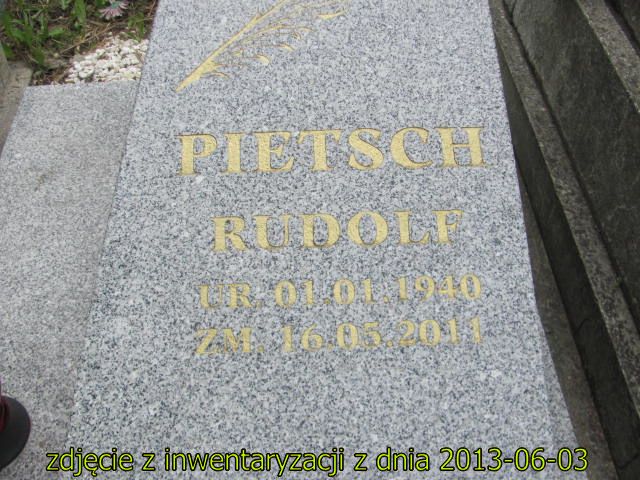 PIETSCH
RUDOLF
UR. 01.01.1940
ZM. 16.05.2011
zdjęcie z inwentaryzacji z dnia 2013-06-03